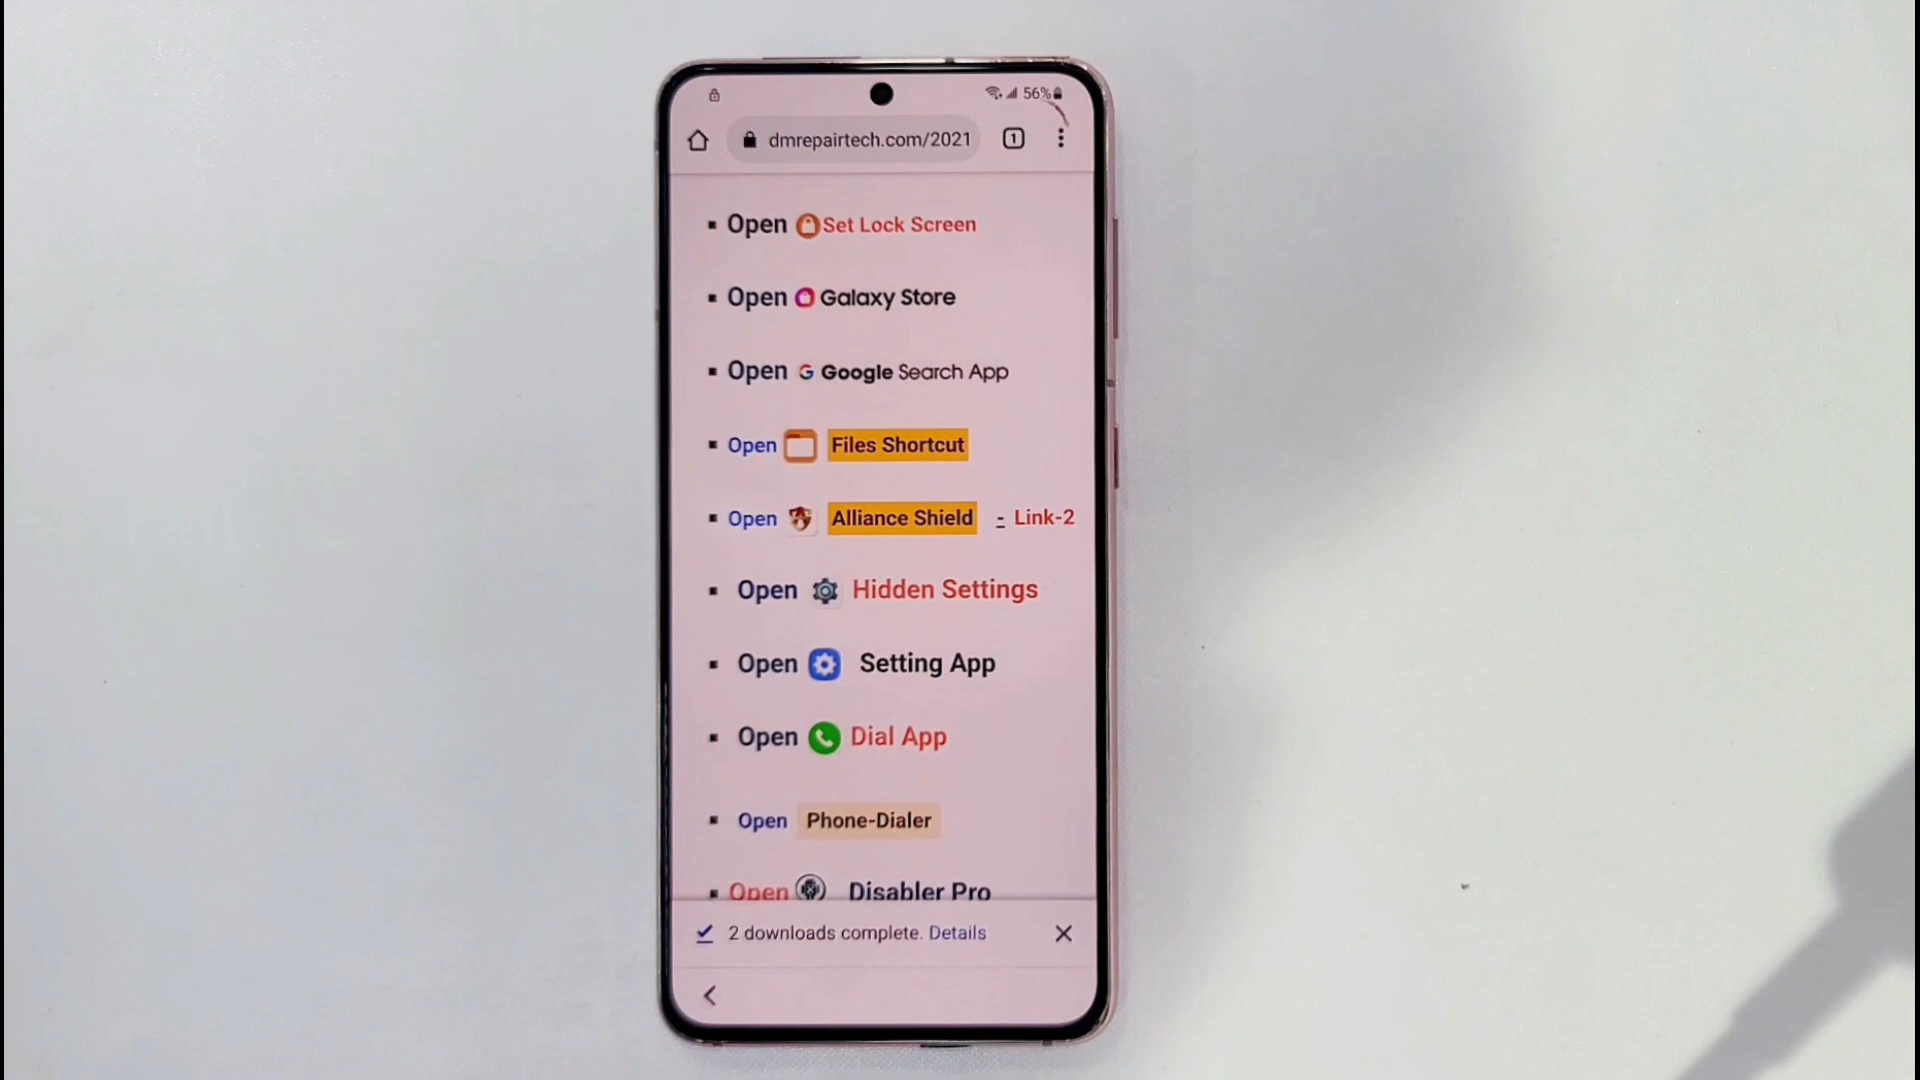 56%
dmrepairtech.com/2021
1
Open Set Lock Screen
Open Galaxy Store
Open G Google Search App
Open Files Shortcut
Open Alliance Shield - Link-2
Open Hidden Settings
Open Setting App
Open Dial App
Open Phone-Dialer
Open Disabler Pro
2 downloads complete. Details